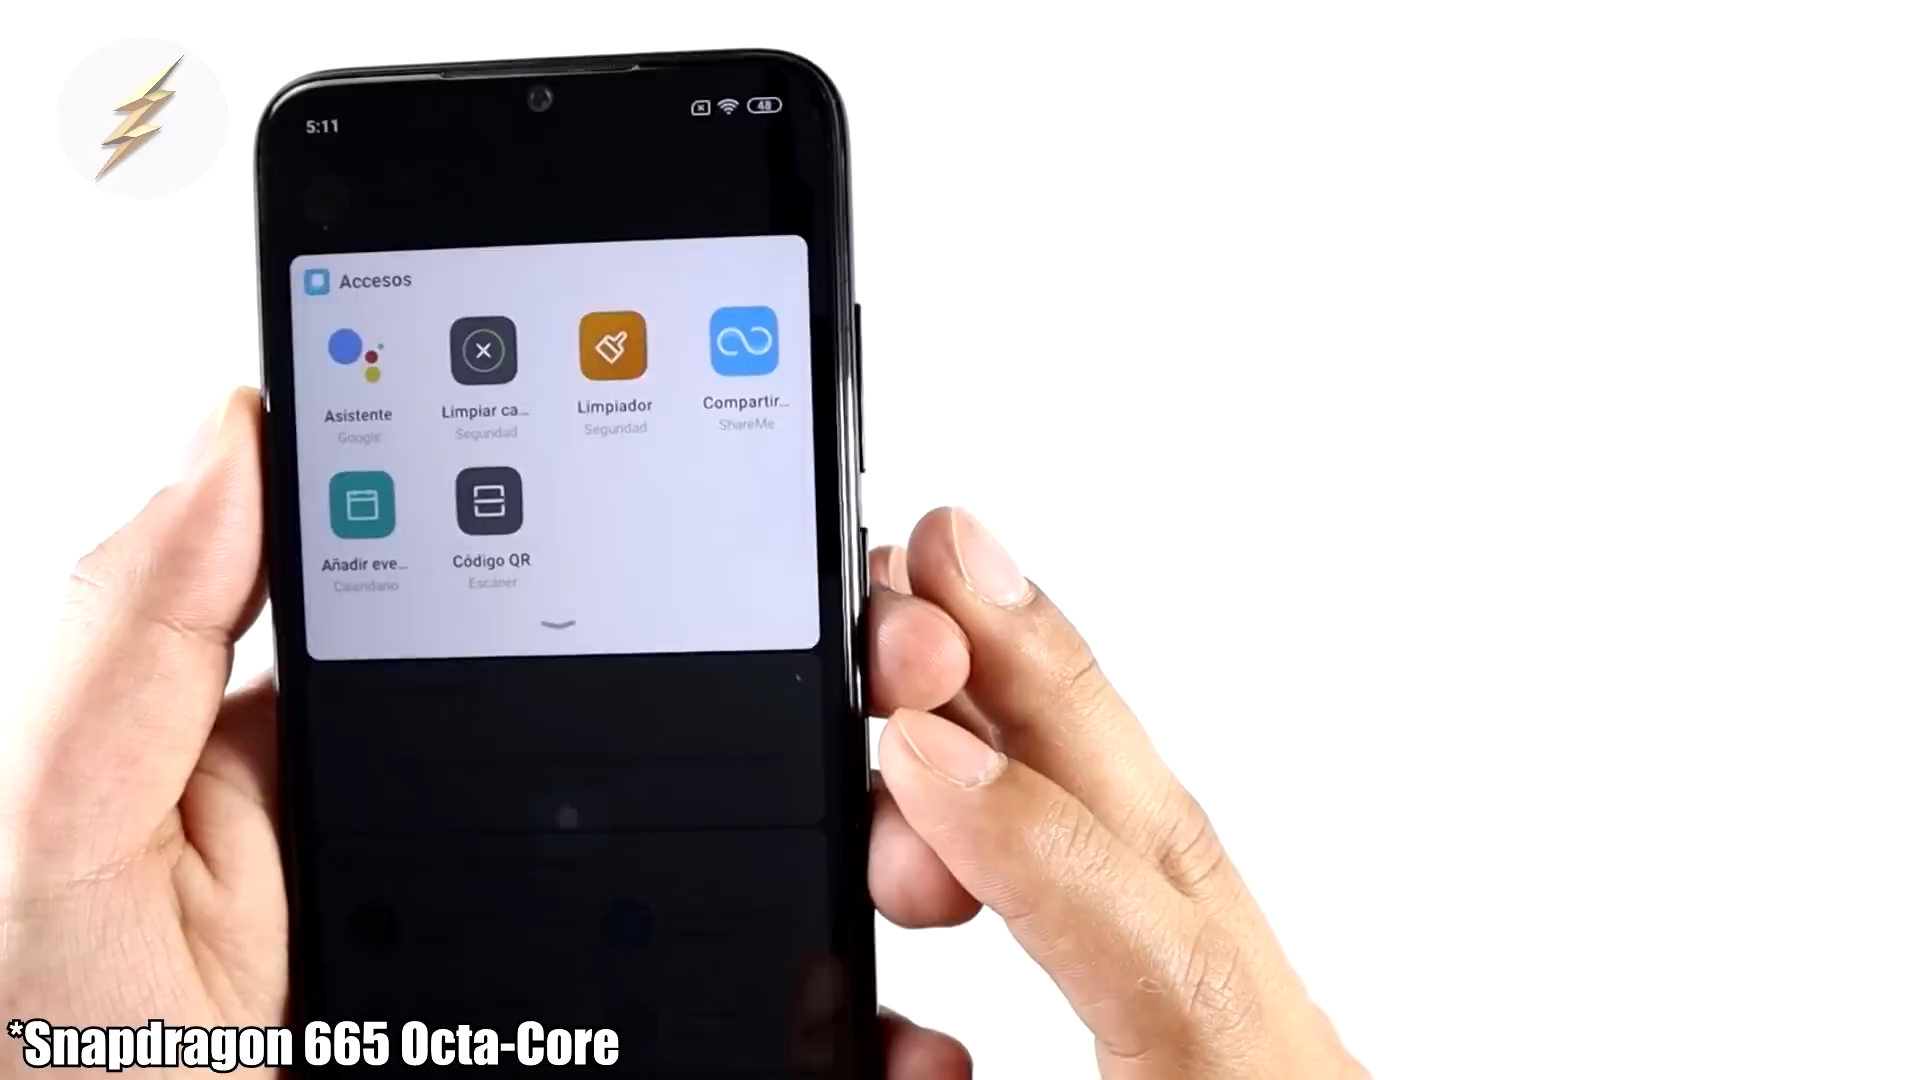 5:11
48
Accesos
Asistente
Google
Limpiar ca...
Seguridad
Limpiador
Seguridad
Compartir...
ShareMe
Añadir eve...
Calendario
Código QR
Escáner
*Snapdragon 665 Octa-Core